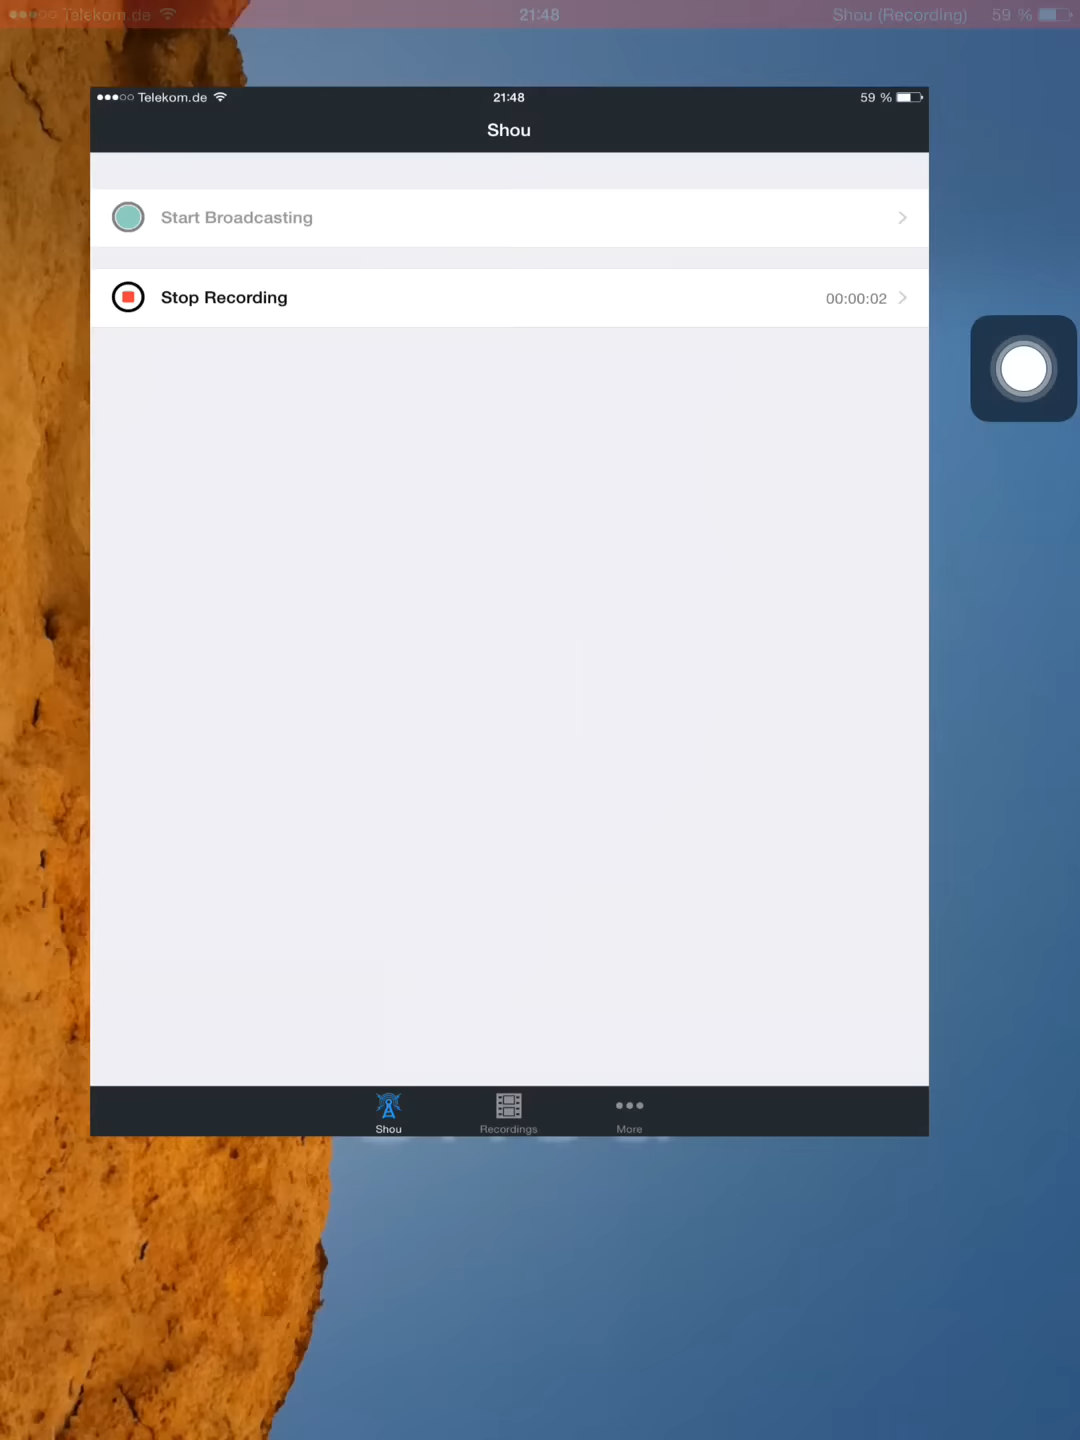 Telekom.de 21:48 Shou (Recording) 59 %
Telekom.de 21:48 59 %
Shou
Start Broadcasting
Stop Recording 00:00:02
Shou Recordings More